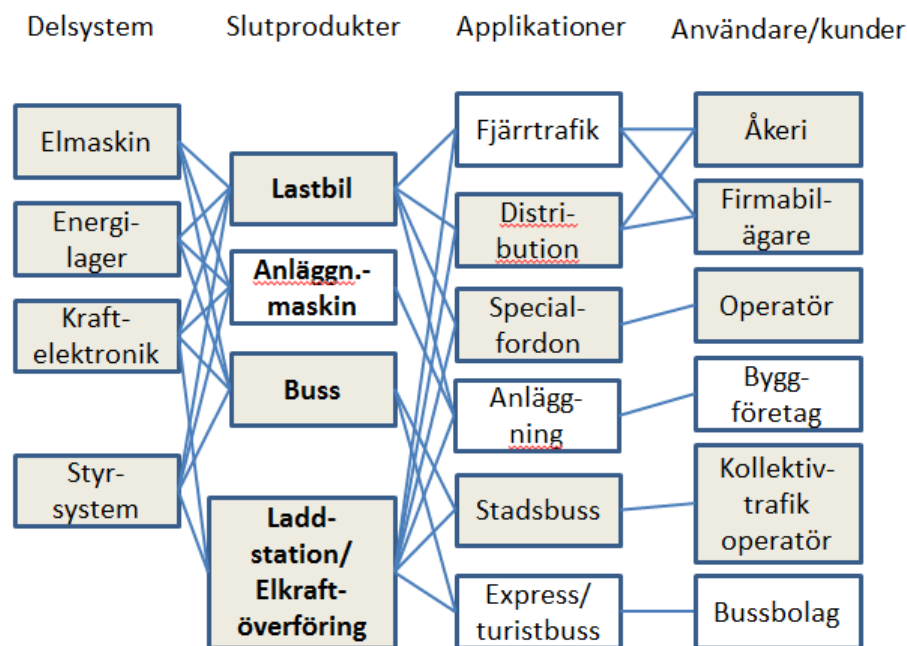 Delsystem
Slutprodukter
Applikationer
Användare/kunder
Elmaskin
Energi-
lager
Kraft-
elektronik
Styr-
system
Lastbil
Anläggn.-
maskin
Buss
Ladd-
station/
Elkraft-
överföring
Fjärrtrafik
Distri-
bution
Special-
fordon
Anlägg-
ning
Stadsbuss
Express/
turistbuss
Åkeri
Firmabil-
ägare
Operatör
Bygg-
företag
Kollektiv-
trafik
operatör
Bussbolag